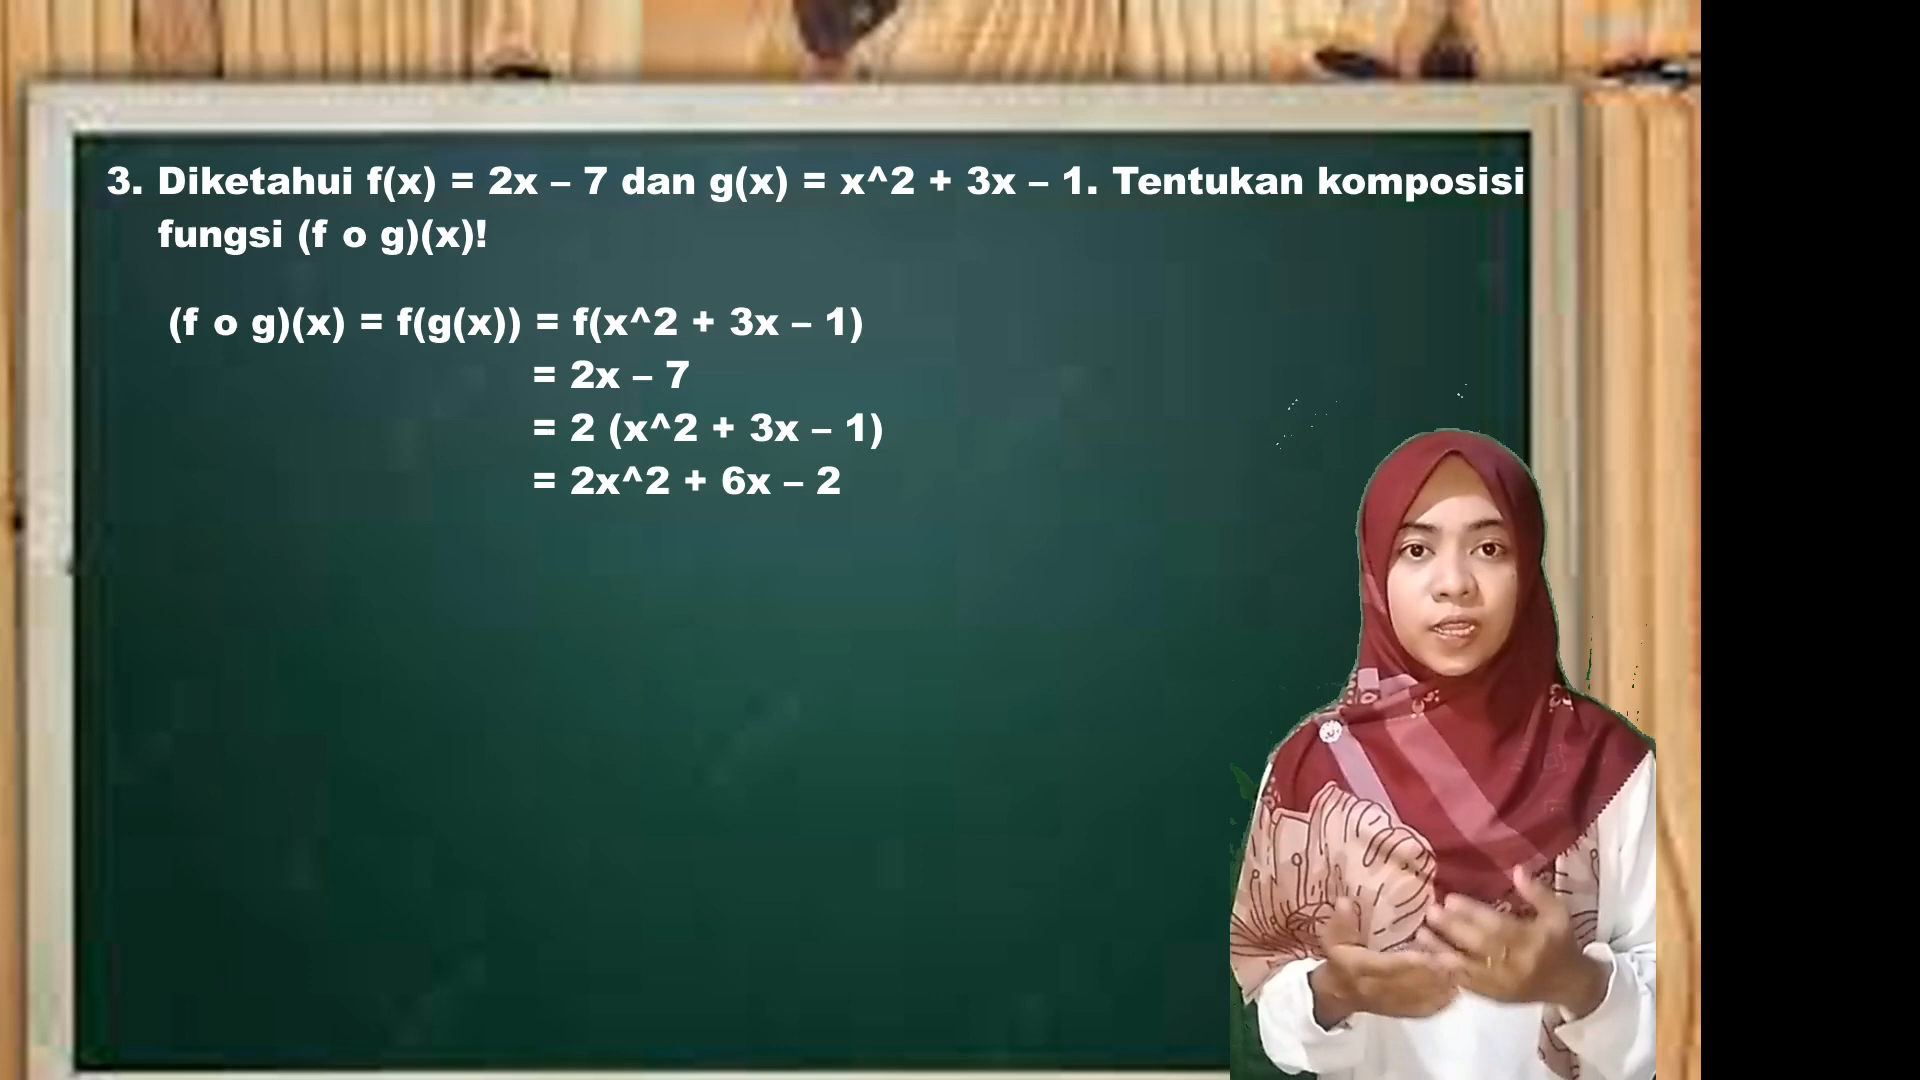 3. Diketahui f(x) = 2x – 7 dan g(x) = x^2 + 3x – 1. Tentukan komposisi
fungsi (f o g)(x)!
(f o g)(x) = f(g(x)) = f(x^2 + 3x – 1)
= 2x – 7
= 2 (x^2 + 3x – 1)
= 2x^2 + 6x – 2